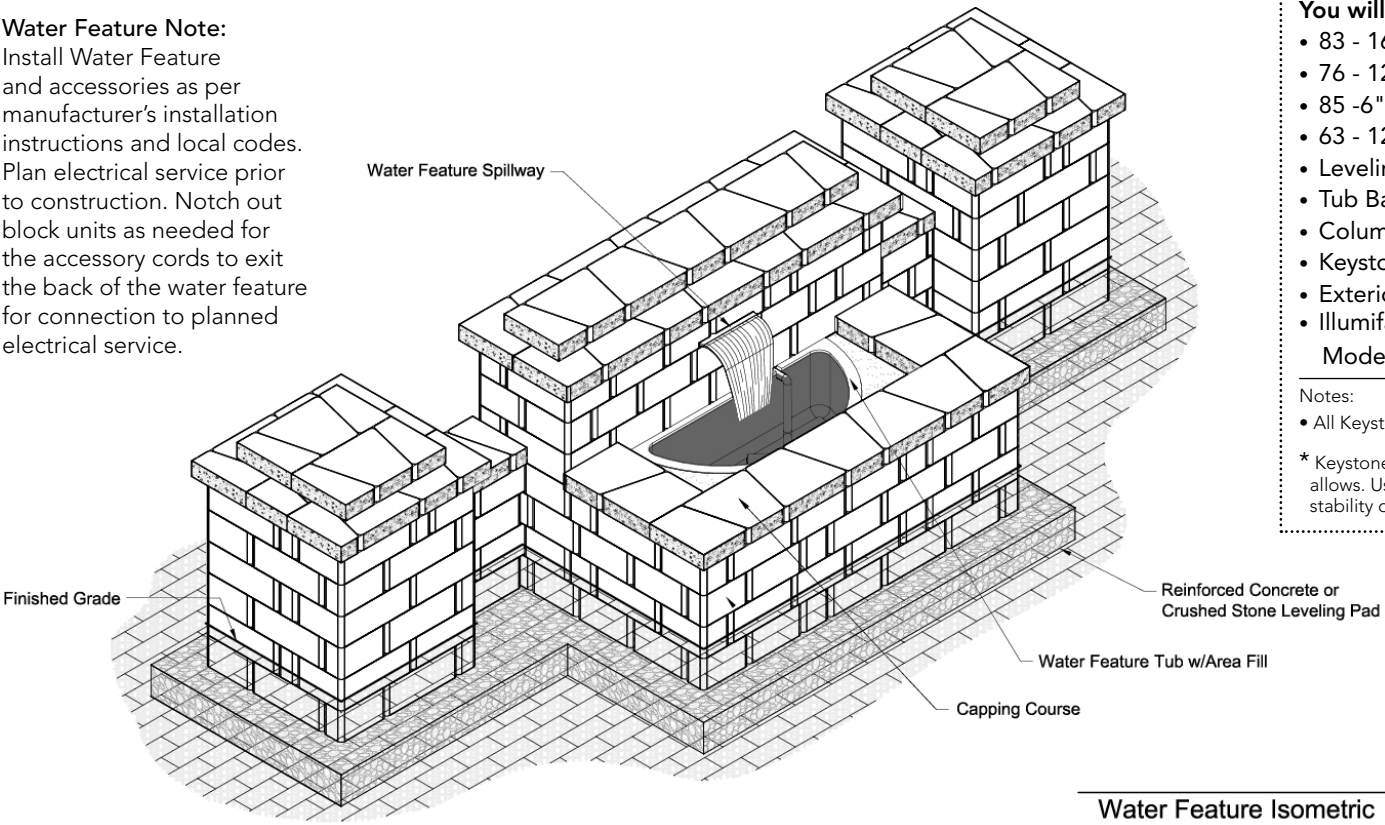 Water Feature Note:
Install Water Feature
and accessories as per
manufacturer's installation
instructions and local codes.
Plan electrical service prior
to construction. Notch out
block units as needed for
the accessory cords to exit
the back of the water feature
for connection to planned
electrical service.
Water Feature Spillway
Finished Grade
Reinforced Concrete or
Crushed Stone Leveling Pad
Water Feature Tub w/Area Fill
Capping Course
Water Feature Isometric
You will
• 83 - 16
• 76 - 12
• 85 -6"
• 63 - 12
• Levelin
• Tub Ba
• Colum
• Keysto
• Exterio
• Illumif
Mode
Notes:
• All Keyst
* Keystone
allows. Us
stability o